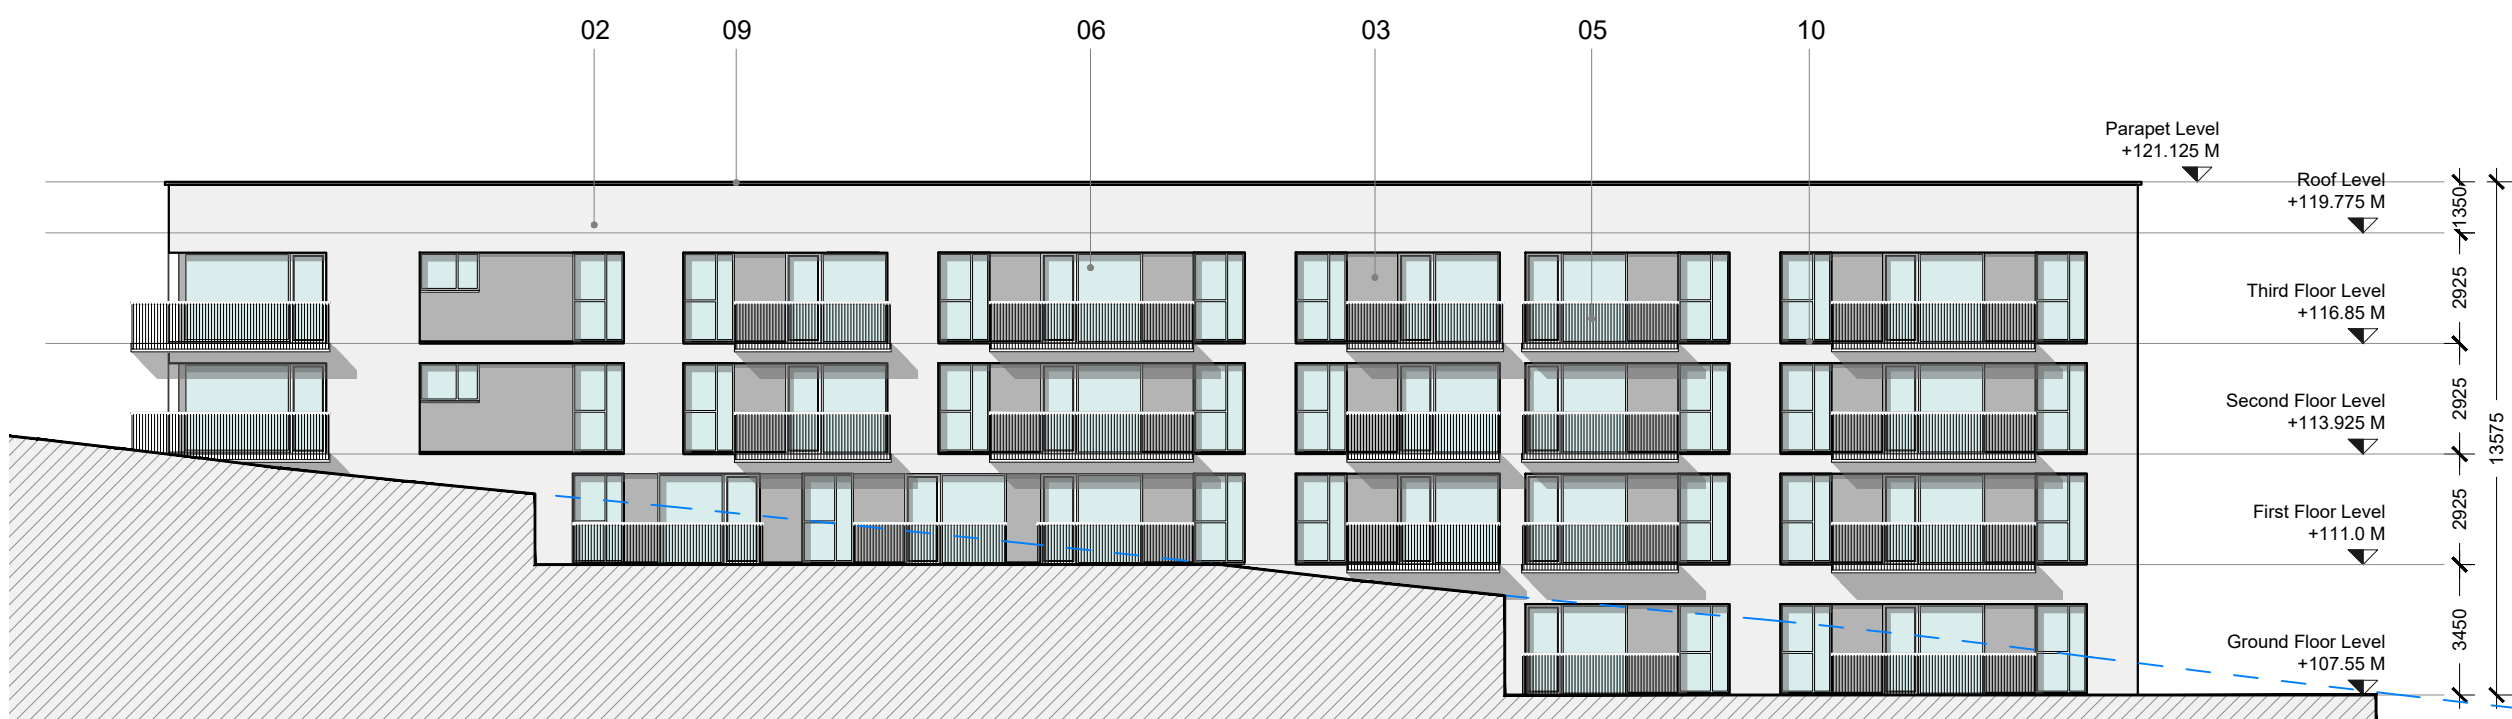 02 09 06 03 05 10
Parapet Level
+121.125 M
Roof Level
+119.775 M
1350
2925
Third Floor Level
+116.85 M
2925
Second Floor Level
+113.925 M
13575
2925
First Floor Level
+111.0 M
3450
Ground Floor Level
+107.55 M